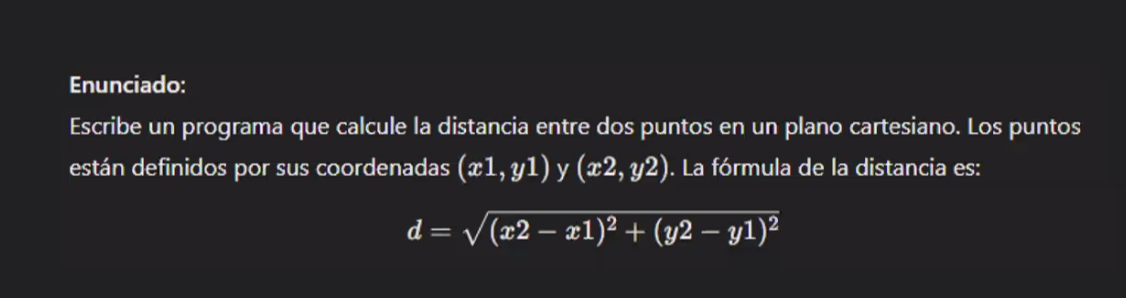 Enunciado:
Escribe un programa que calcule la distancia entre dos puntos en un plano cartesiano. Los puntos
están definidos por sus coordenadas (x1, y1) y (x2, y2). La fórmula de la distancia es:
d = √(x2 − x1)² + (y2 − y1)²